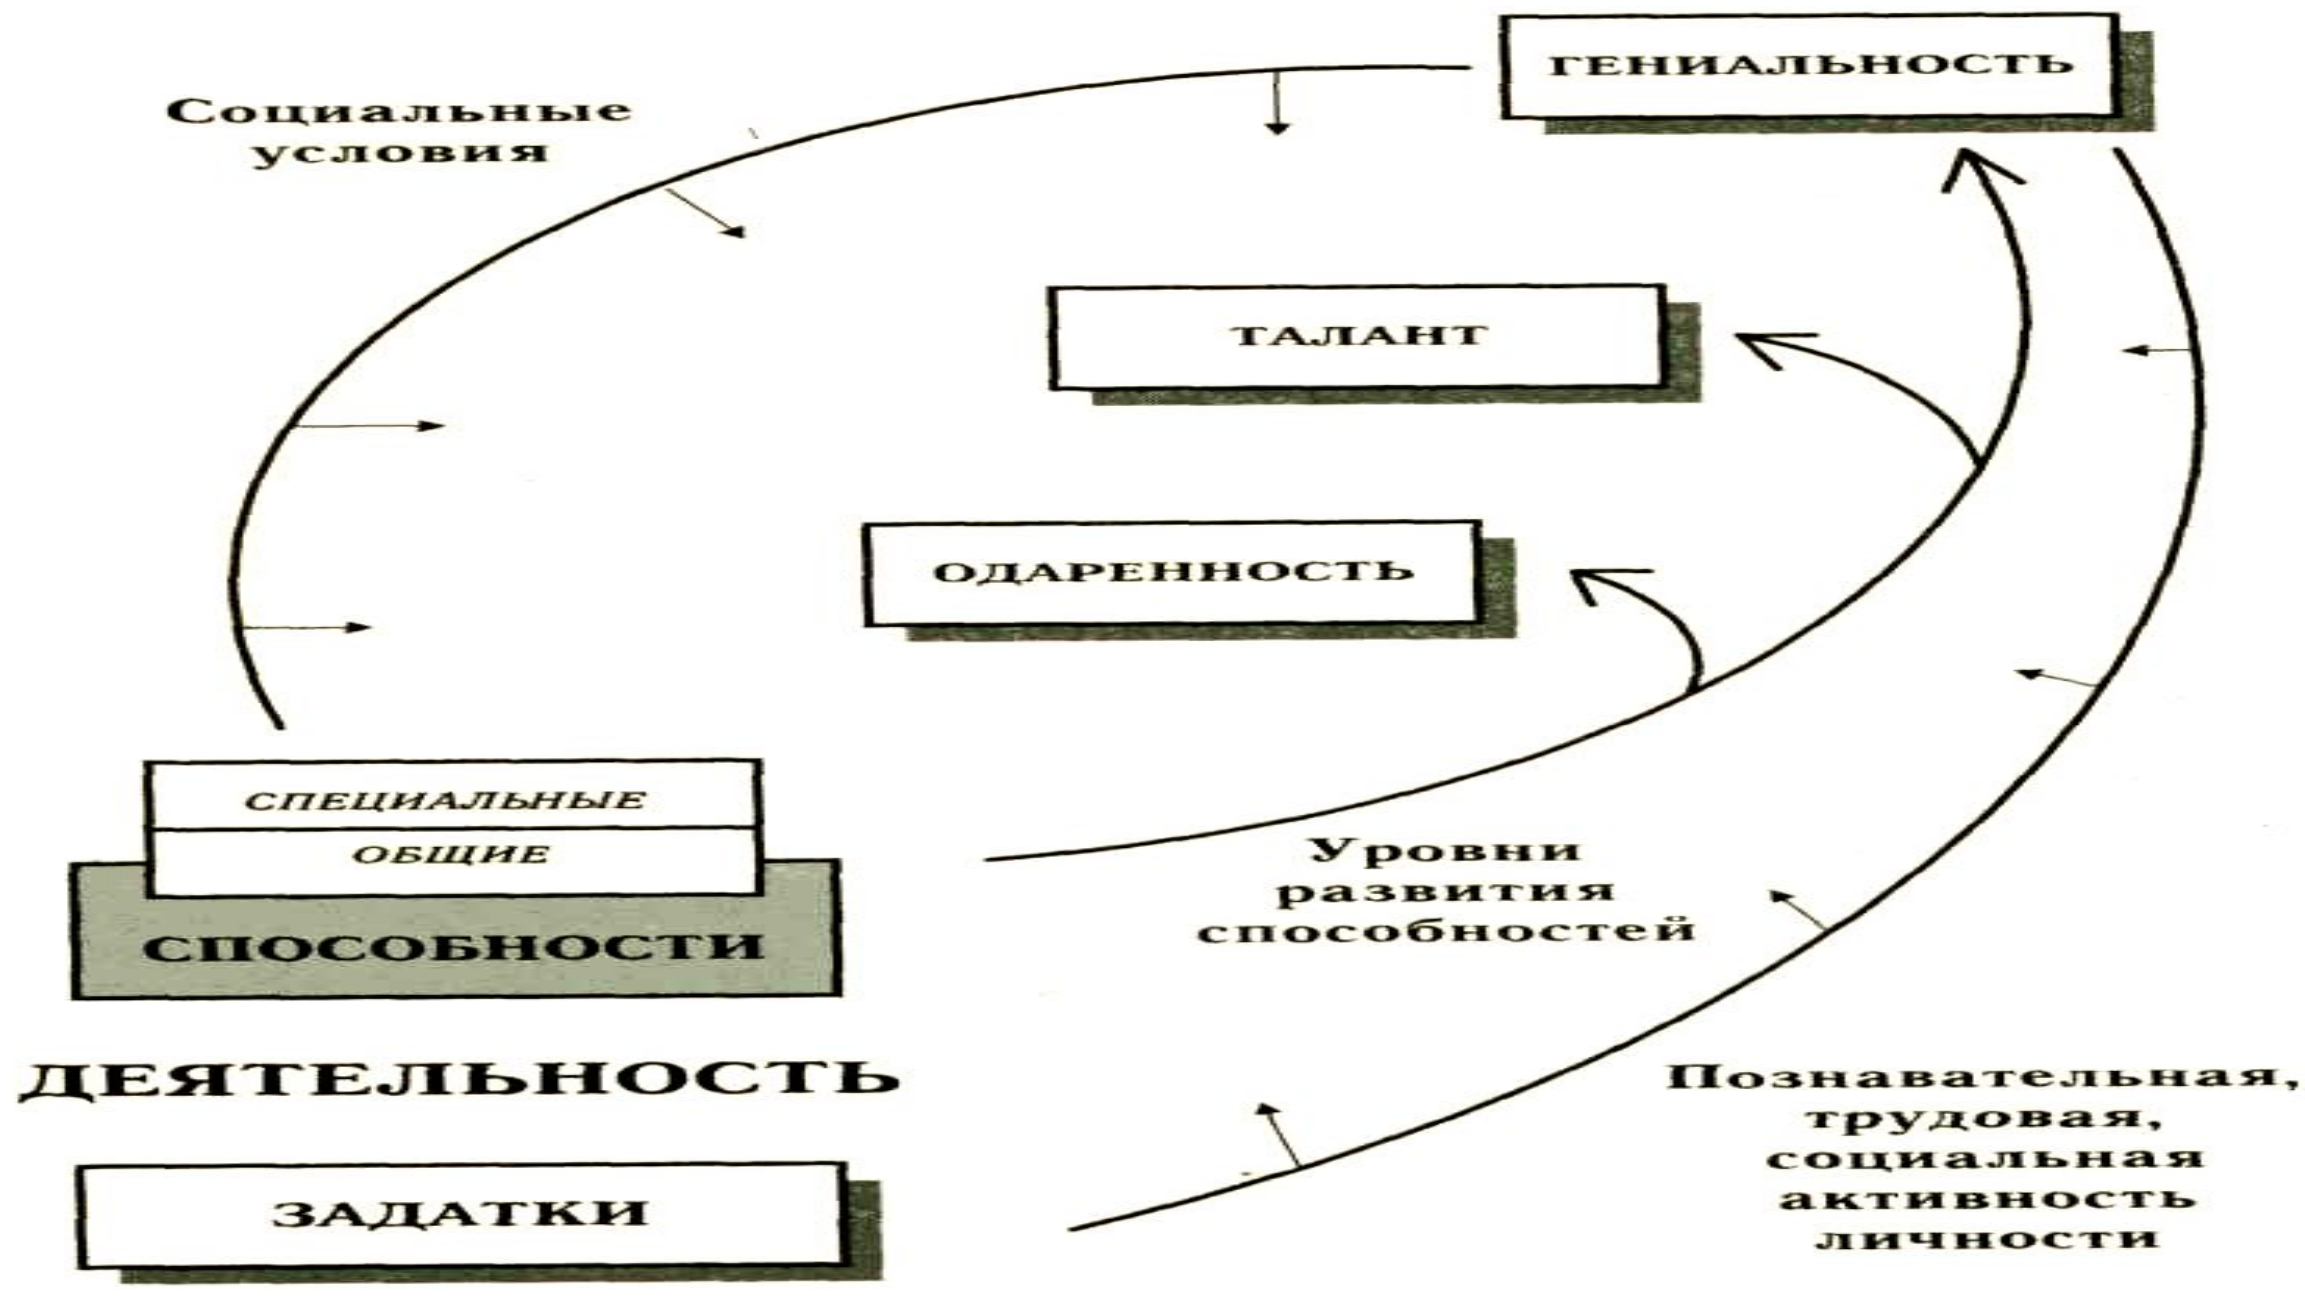 ГЕНИАЛЬНОСТЬ
Социальные
условия
ТАЛАНТ
ОДАРЕННОСТЬ
СПЕЦИАЛЬНЫЕ
ОБЩИЕ
СПОСОБНОСТИ
Уровни
развития
способностей
ДЕЯТЕЛЬНОСТЬ
ЗАДАТКИ
Познавательная,
трудовая,
социальная
активность
личности